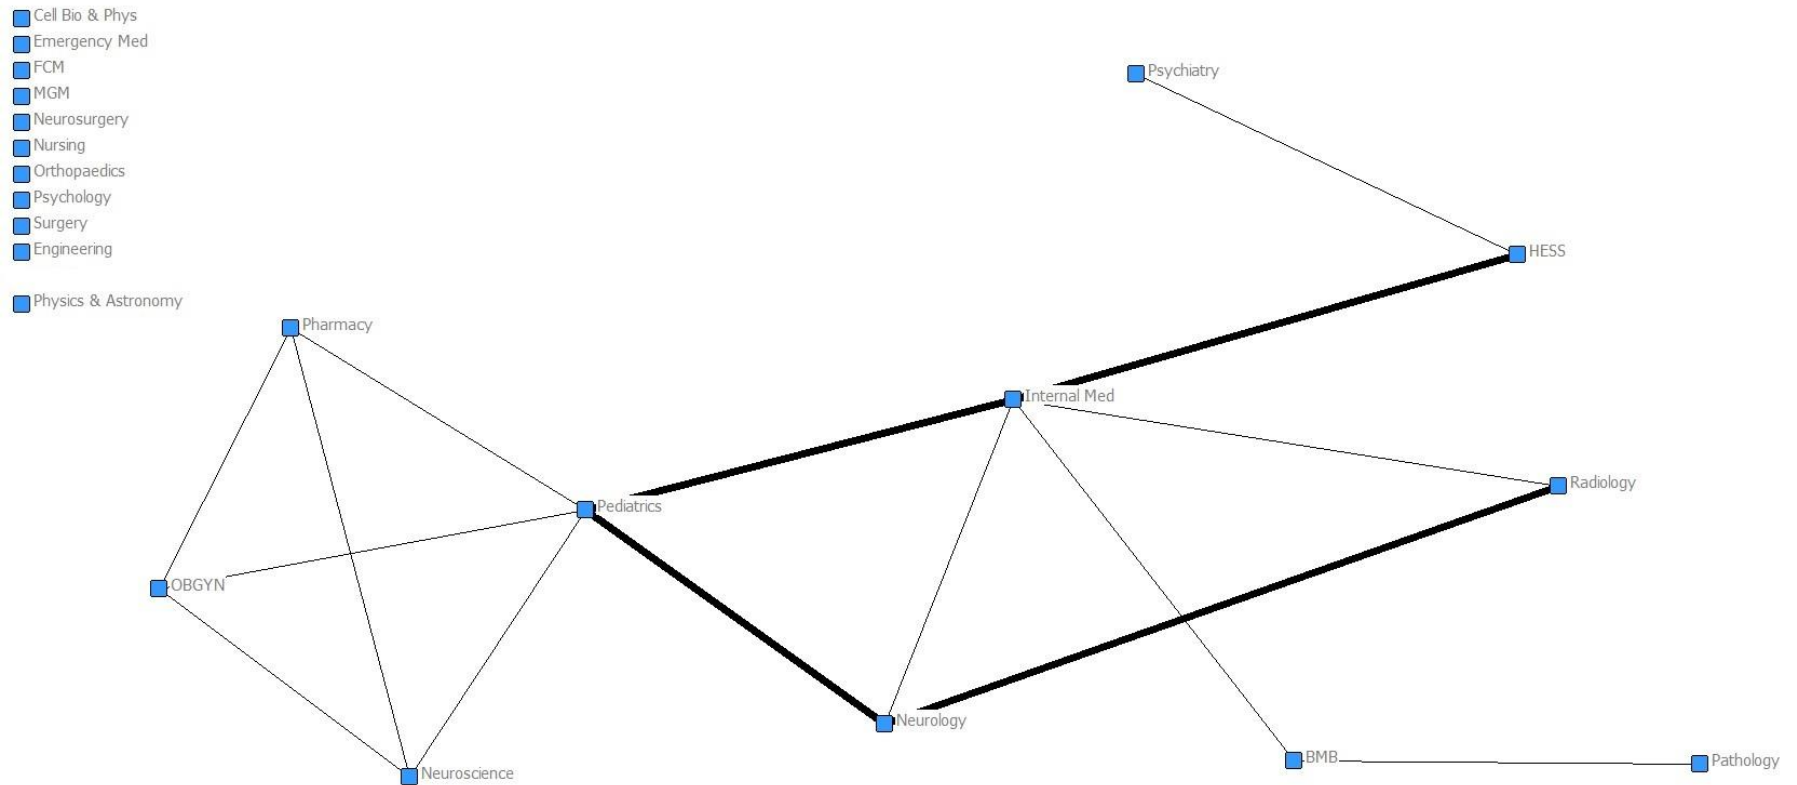 Cell Bio & Phys
Emergency Med
FCM
MGM
Neurosurgery
Nursing
Orthopaedics
Psychology
Surgery
Engineering
Physics & Astronomy
Psychiatry
HESS
Pharmacy
Internal Med
Radiology
Pediatrics
OBGYN
Neurology
Neuroscience
BMB
Pathology